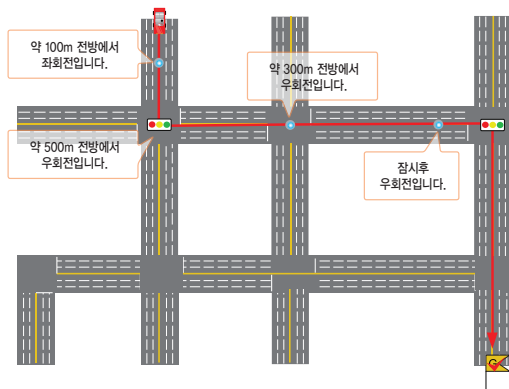 약 100m 전방에서
좌회전입니다.
약 300m 전방에서
우회전입니다.
약 500m 전방에서
우회전입니다.
잠시후
우회전입니다.
G